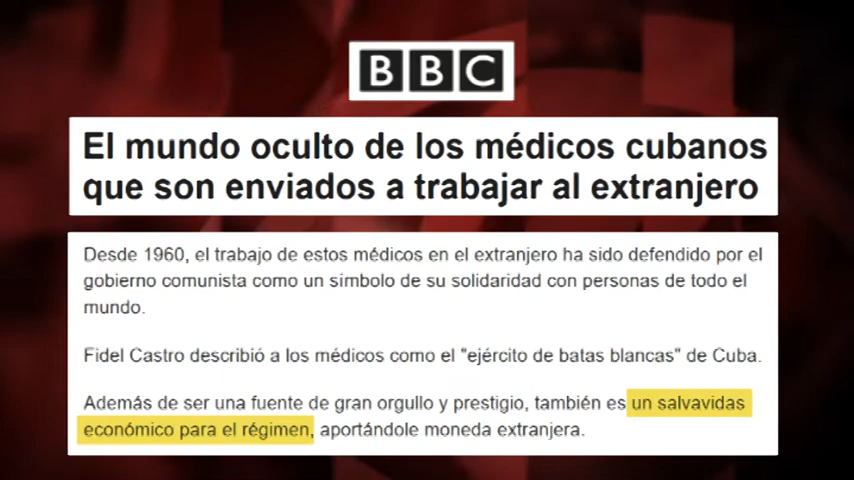 BBC
El mundo oculto de los médicos cubanos
que son enviados a trabajar al extranjero
Desde 1960, el trabajo de estos médicos en el extranjero ha sido defendido por el
gobierno comunista como un símbolo de su solidaridad con personas de todo el
mundo.
Fidel Castro describió a los médicos como el "ejército de batas blancas" de Cuba.
Además de ser una fuente de gran orgullo y prestigio, también es un salvavidas
económico para el régimen, aportándole moneda extranjera.